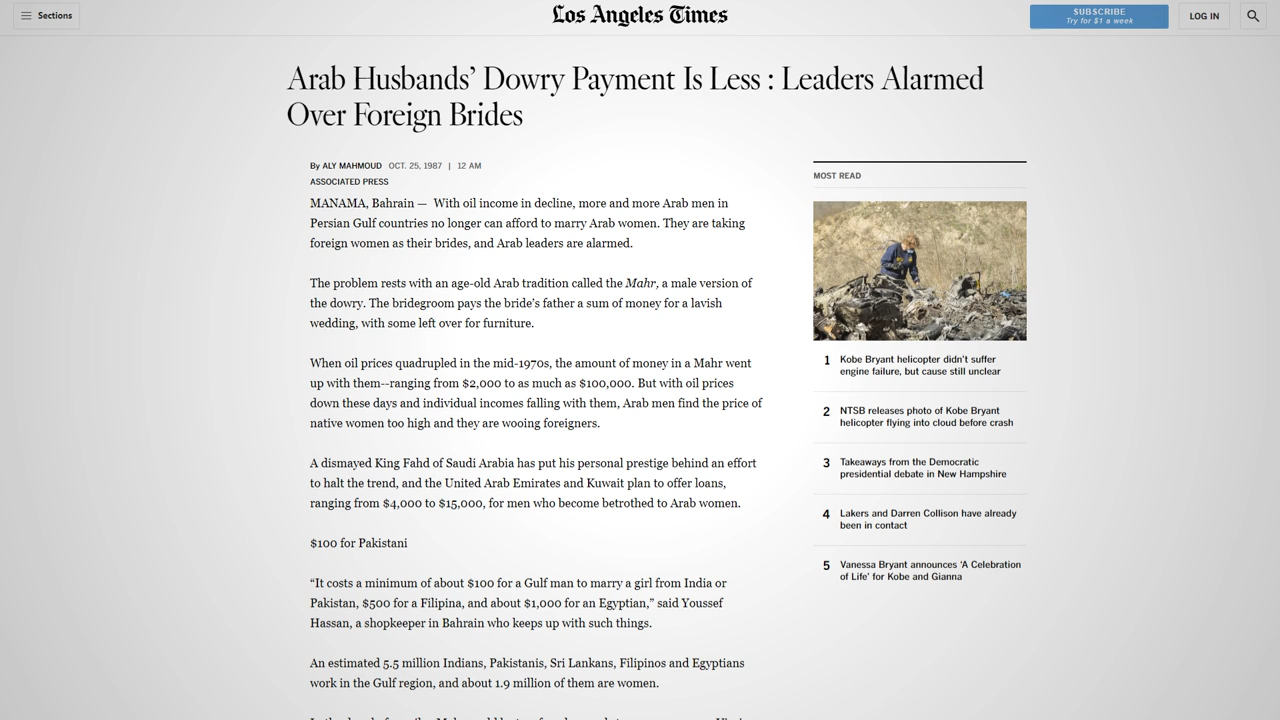 Sections
Los Angeles Times
SUBSCRIBE
Try for $1 a week
LOG IN
Arab Husbands’ Dowry Payment Is Less : Leaders Alarmed
Over Foreign Brides
By ALY MAHMOUD OCT. 25, 1987 | 12 AM
ASSOCIATED PRESS
MANAMA, Bahrain — With oil income in decline, more and more Arab men in
Persian Gulf countries no longer can afford to marry Arab women. They are taking
foreign women as their brides, and Arab leaders are alarmed.
The problem rests with an age-old Arab tradition called the Mahr, a male version of
the dowry. The bridegroom pays the bride’s father a sum of money for a lavish
wedding, with some left over for furniture.
When oil prices quadrupled in the mid-1970s, the amount of money in a Mahr went
up with them--ranging from $2,000 to as much as $100,000. But with oil prices
down these days and individual incomes falling with them, Arab men find the price of
native women too high and they are wooing foreigners.
A dismayed King Fahd of Saudi Arabia has put his personal prestige behind an effort
to halt the trend, and the United Arab Emirates and Kuwait plan to offer loans,
ranging from $4,000 to $15,000, for men who become betrothed to Arab women.
$100 for Pakistani
“It costs a minimum of about $100 for a Gulf man to marry a girl from India or
Pakistan, $500 for a Filipina, and about $1,000 for an Egyptian,” said Youssef
Hassan, a shopkeeper in Bahrain who keeps up with such things.
An estimated 5.5 million Indians, Pakistanis, Sri Lankans, Filipinos and Egyptians
work in the Gulf region, and about 1.9 million of them are women.
MOST READ
1 Kobe Bryant helicopter didn’t suffer
engine failure, but cause still unclear
2 NTSB releases photo of Kobe Bryant
helicopter flying into cloud before crash
3 Takeaways from the Democratic
presidential debate in New Hampshire
4 Lakers and Darren Collison have already
been in contact
5 Vanessa Bryant announces ‘A Celebration
of Life’ for Kobe and Gianna